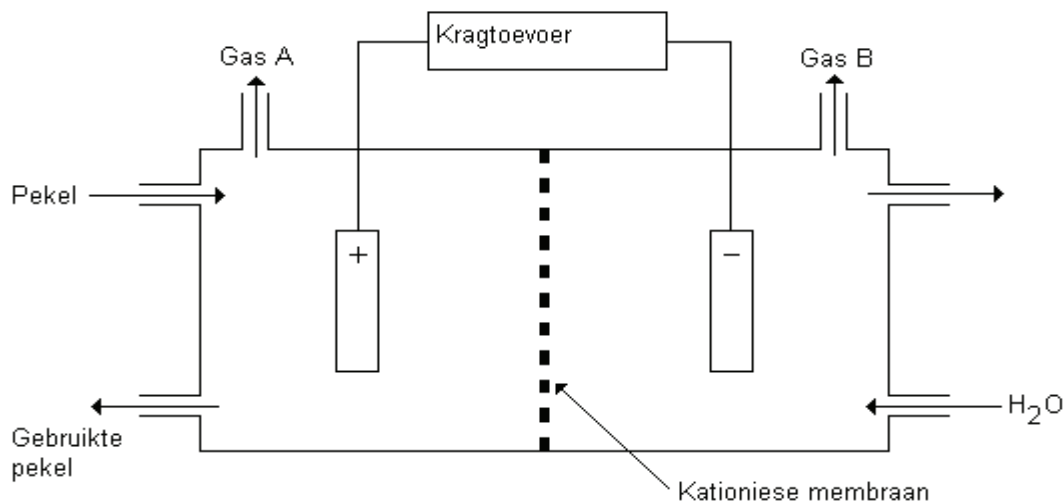 Kragtoevoer
Gas A
Gas B
Pekel
+
−
H₂O
Gebruikte
pekel
Kationiese membraan